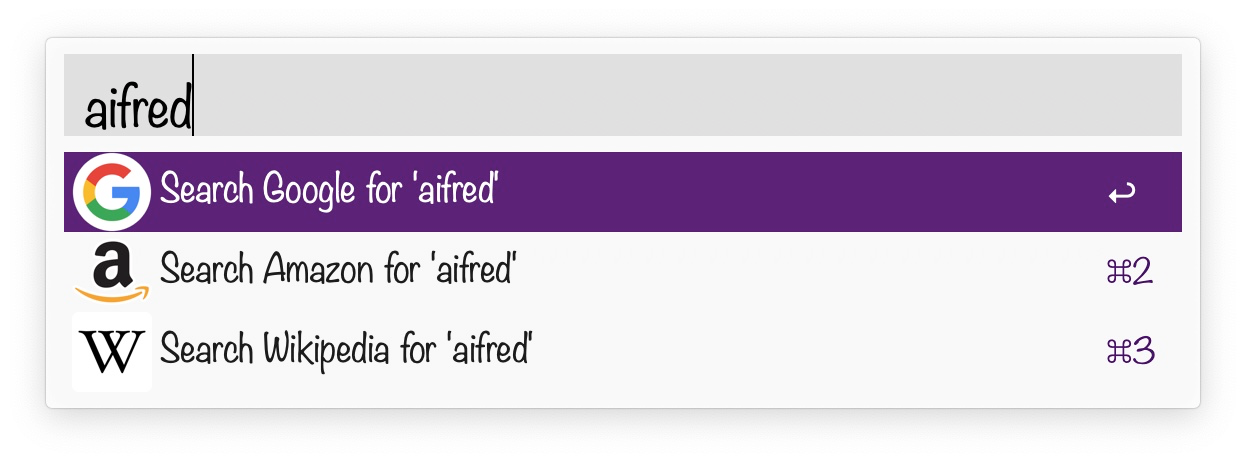 aifred
Search Google for 'aifred' ↩
Search Amazon for 'aifred' ⌘2
Search Wikipedia for 'aifred' ⌘3